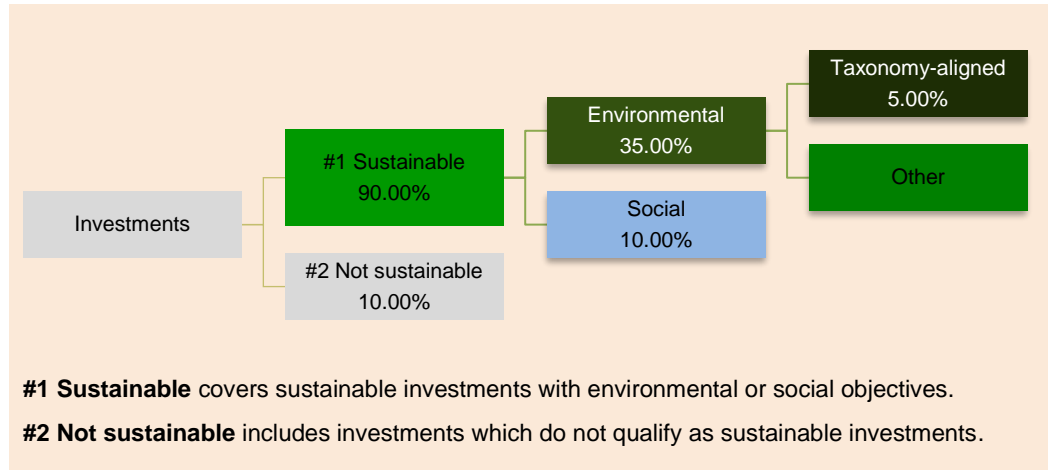 Investments
#1 Sustainable
90.00%
#2 Not sustainable
10.00%
Environmental
35.00%
Social
10.00%
Taxonomy-aligned
5.00%
Other
#1 Sustainable covers sustainable investments with environmental or social objectives.
#2 Not sustainable includes investments which do not qualify as sustainable investments.